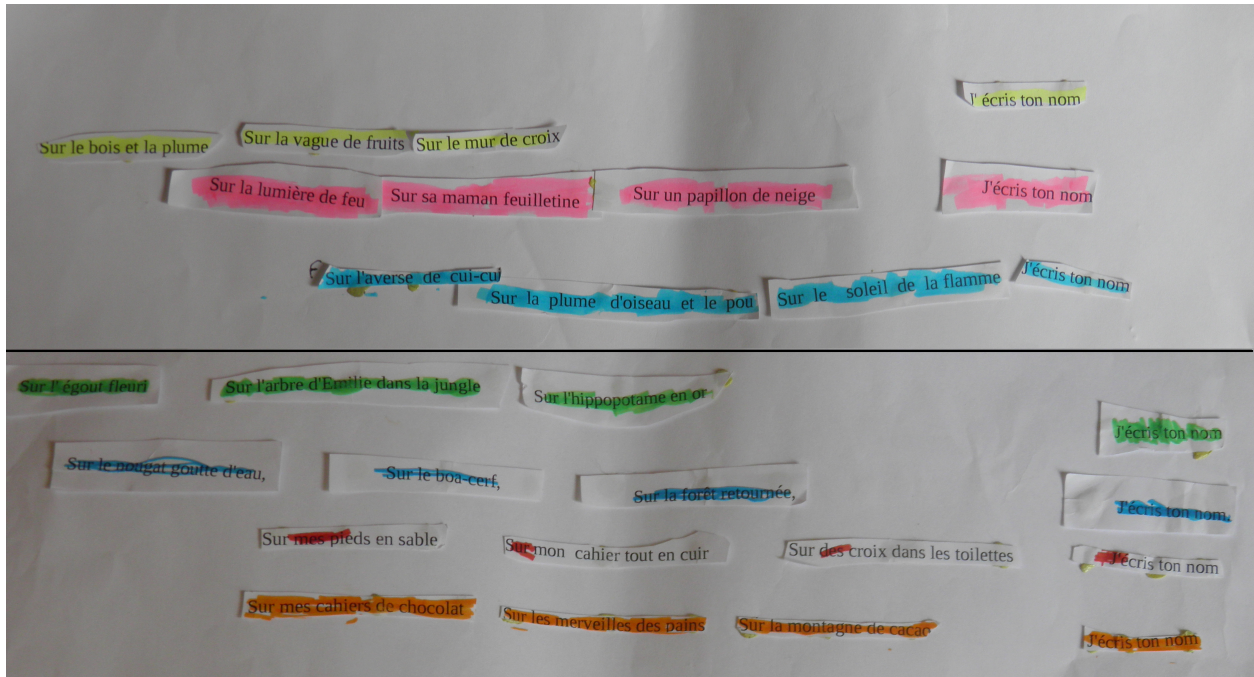 Sur le bois et la plume Sur la vague de fruits Sur le mur de croix J' écris ton nom
Sur la lumière de feu Sur sa maman feuilletine Sur un papillon de neige J'écris ton nom
Sur l'averse de cui-cui Sur la plume d'oiseau et le pou Sur le soleil de la flamme J'écris ton nom
Sur l' égout fleuri Sur l'arbre d'Emilie dans la jungle Sur l'hippopotame en or J'écris ton nom
Sur le nougat goutte d'eau, Sur le boa-cerf, Sur la forêt retournée, J'écris ton nom.
Sur mes pieds en sable, Sur mon cahier tout en cuir Sur des croix dans les toilettes J'écris ton nom
Sur mes cahiers de chocolat Sur les merveilles des pains Sur la montagne de cacao J'écris ton nom